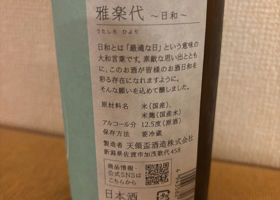 雅楽代
～日和～
うたしろ ひより
日和とは「最適な日」という意味の
大和言葉です。素敵な思い出ととも
に、このお酒が皆様のお酒日和を
彩る存在になれますように。
そんな願いを込めて醸しました。
原材料名 米(国産)、
米麹(国産米)
アルコール分 12.5度(原酒)
保存方法 要冷蔵
製造者 天領盃酒造株式会社
新潟県佐渡市加茂歌代458
商品情報・
公式SNSは
こちらから
日本酒